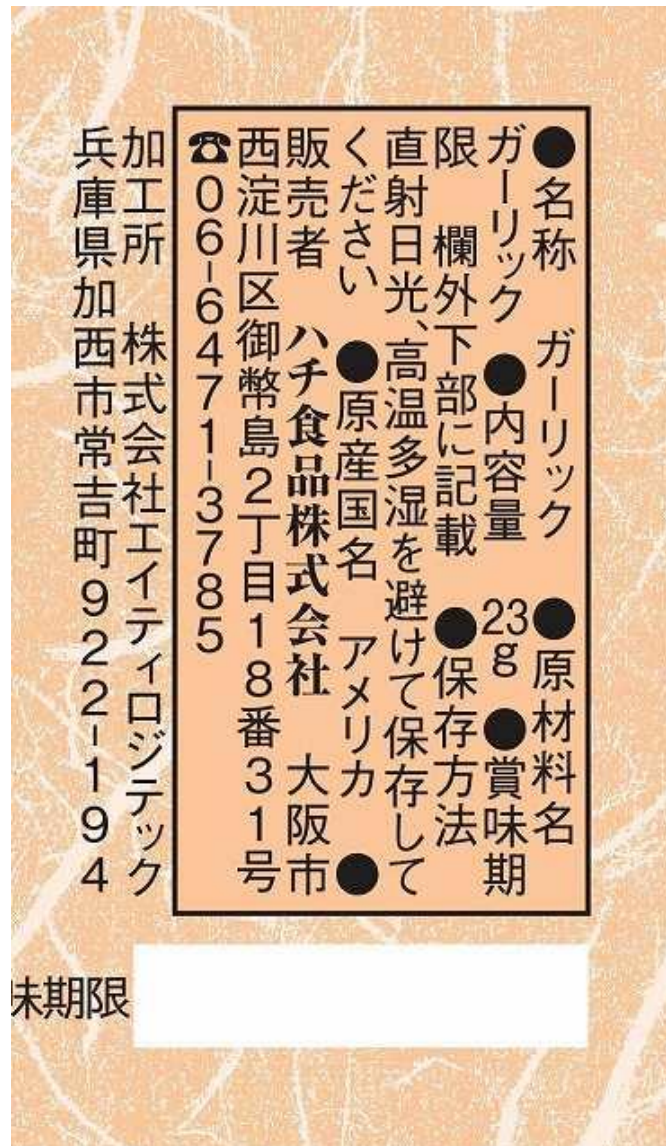 ●名称　ガーリック　●原材料名
ガーリック　●内容量　23g　●賞味期
限　欄外下部に記載　●保存方法
直射日光、高温多湿を避けて保存して
ください　●原産国名　アメリカ　●
販売者　ハチ食品株式会社　大阪市
西淀川区御幣島2丁目18番31号
☎06-6471-3785
加工所　株式会社エイティロジテック
兵庫県加西市常吉町922-194
味期限